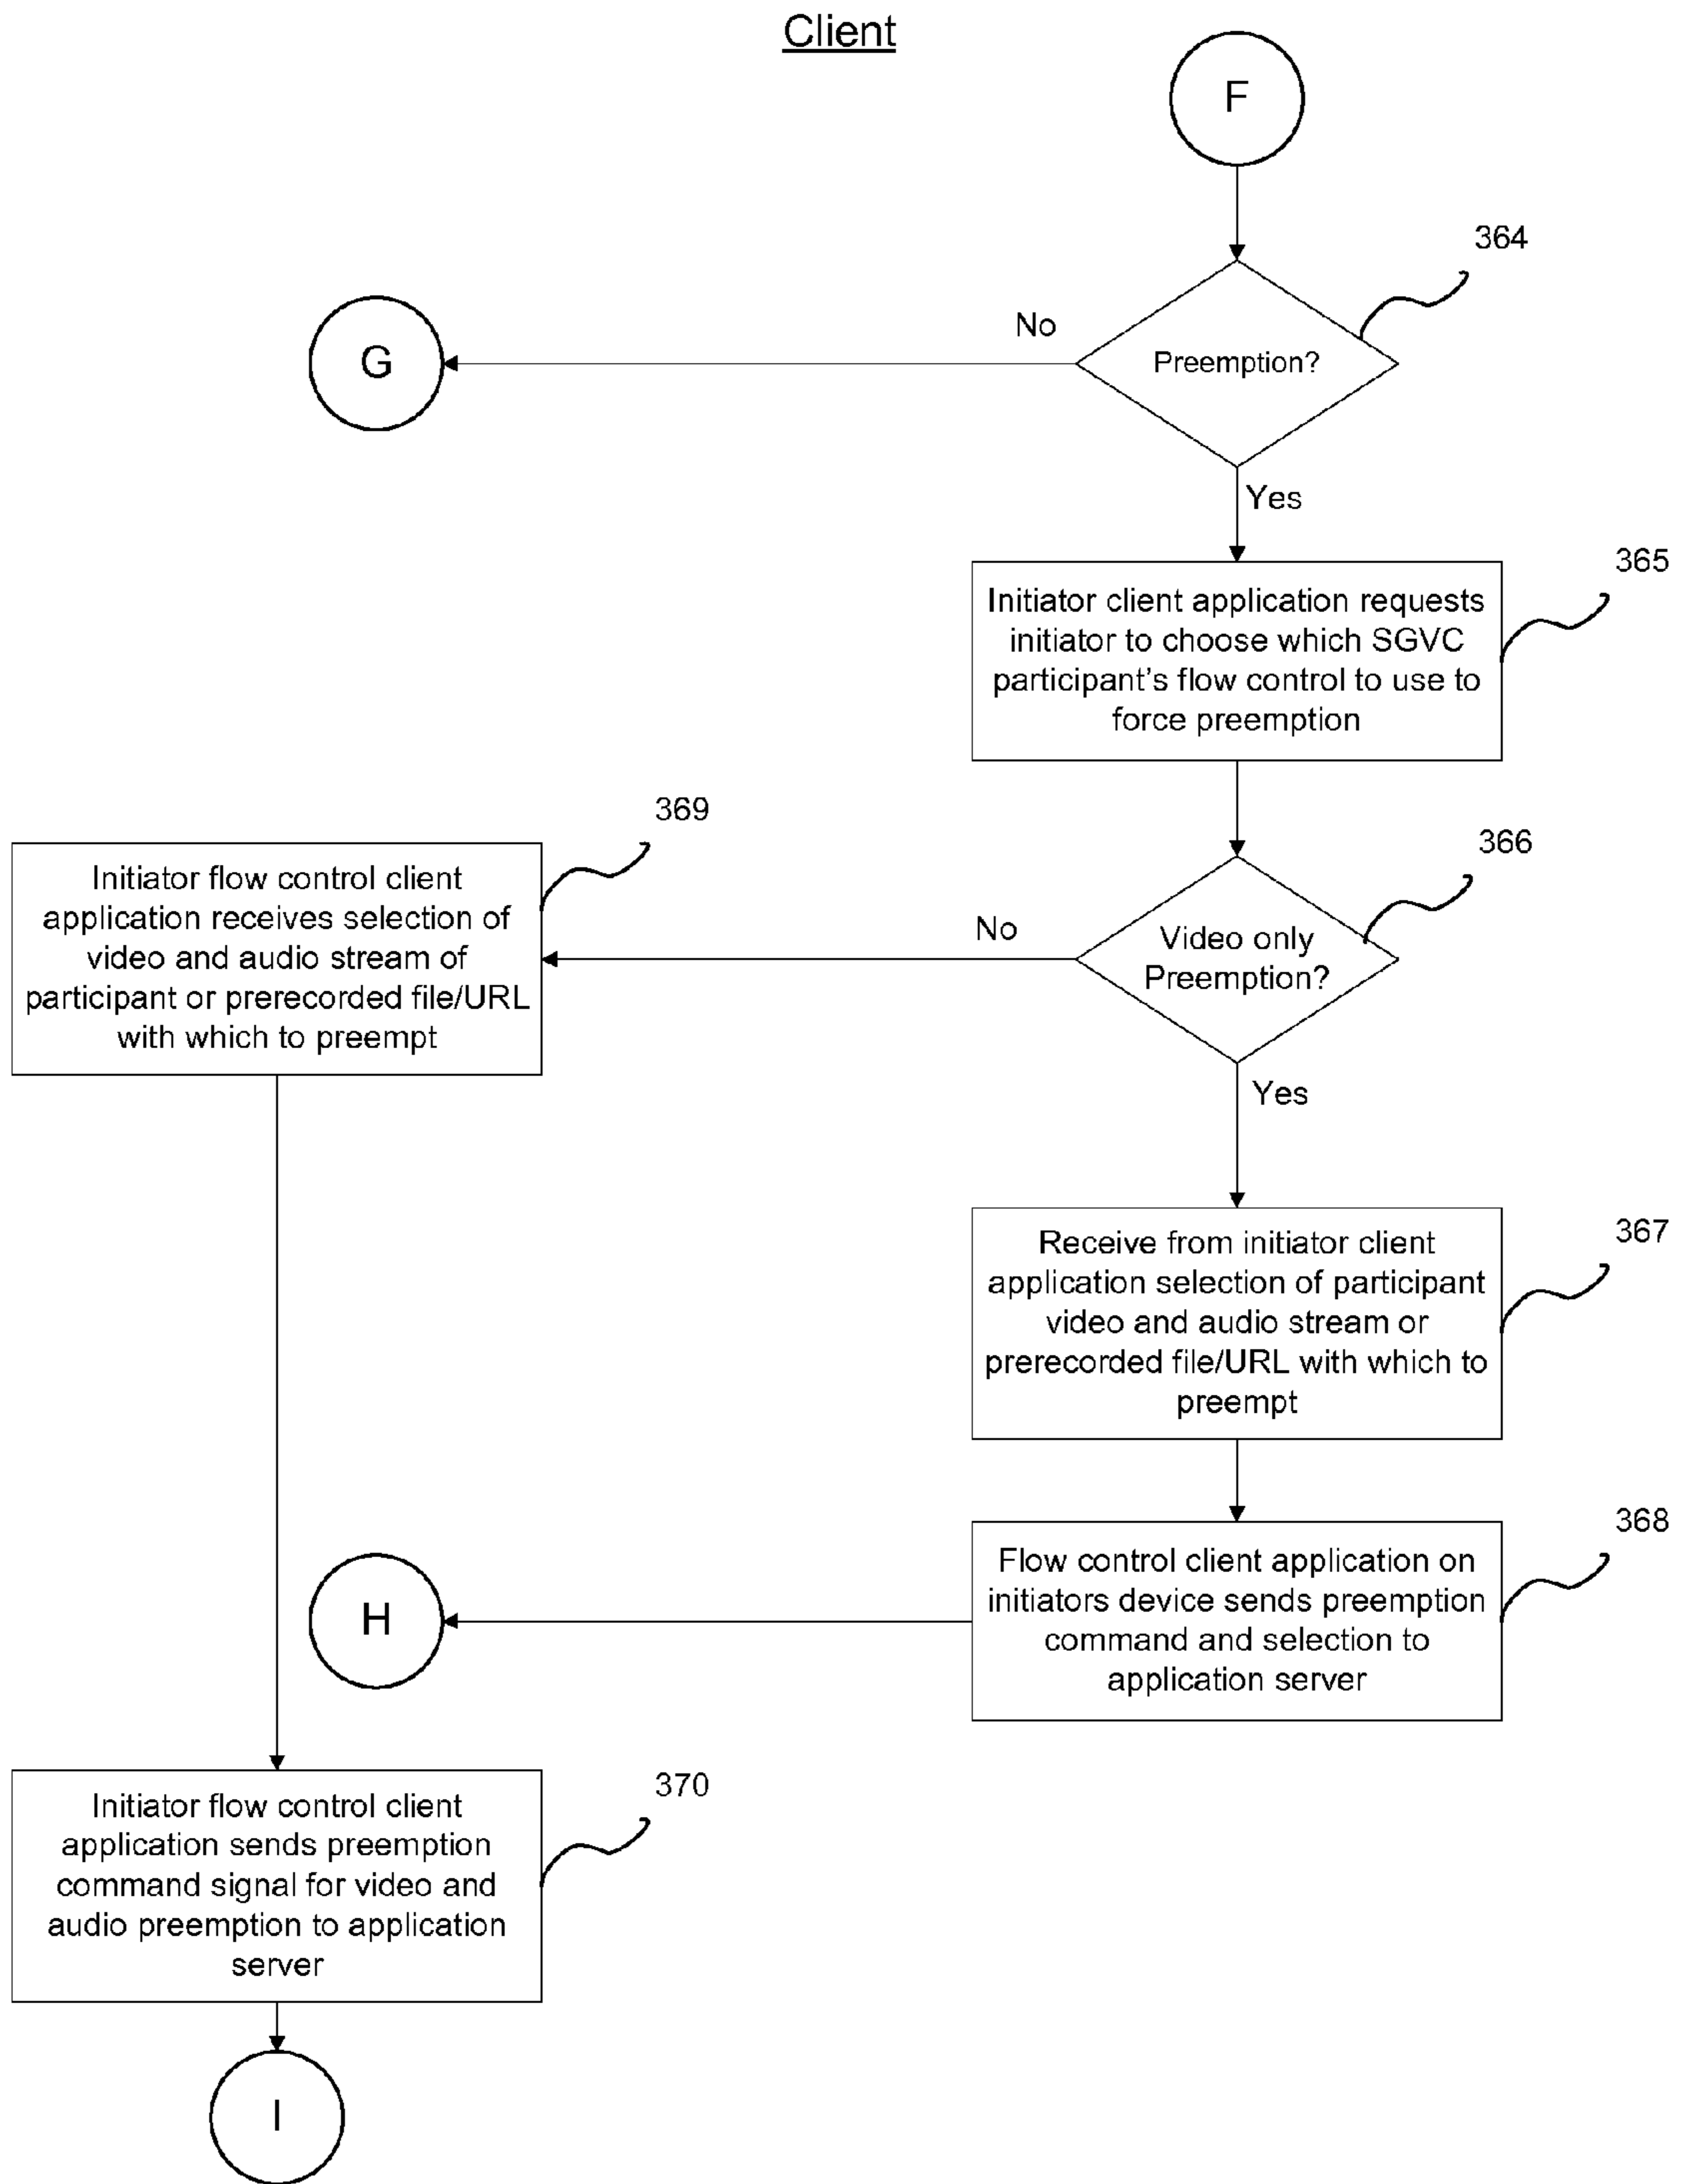 Client
F
364
No
G
Preemption?
Yes
365
Initiator client application requests
initiator to choose which SGVC
participant's flow control to use to
force preemption
369
366
Initiator flow control client
application receives selection of
video and audio stream of
participant or prerecorded file/URL
with which to preempt
No
Video only
Preemption?
Yes
367
Receive from initiator client
application selection of participant
video and audio stream or
prerecorded file/URL with which to
preempt
368
Flow control client application on
initiators device sends preemption
command and selection to
application server
H
370
Initiator flow control client
application sends preemption
command signal for video and
audio preemption to application
server
I